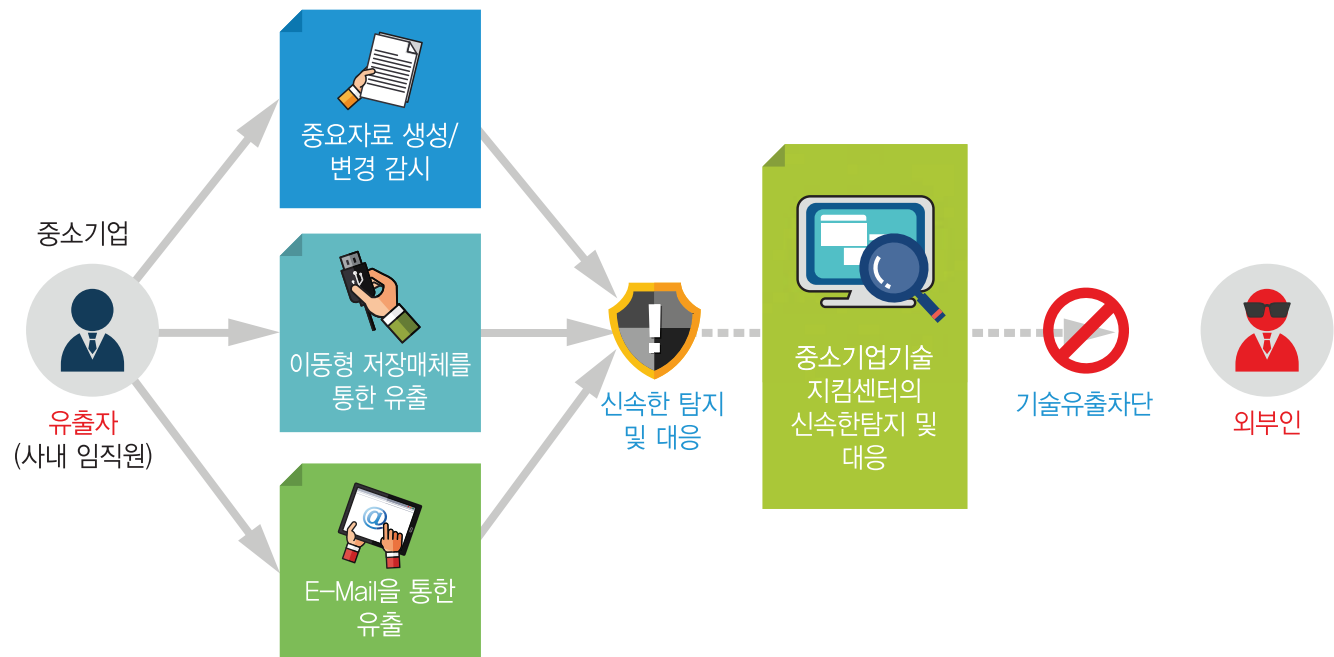 중소기업
유출자
(사내 임직원)
중요자료 생성/
변경 감시
이동형 저장매체를
통한 유출
E-Mail을 통한
유출
신속한 탐지
및 대응
중소기업기술
지킴센터의
신속한탐지 및
대응
기술유출차단
외부인